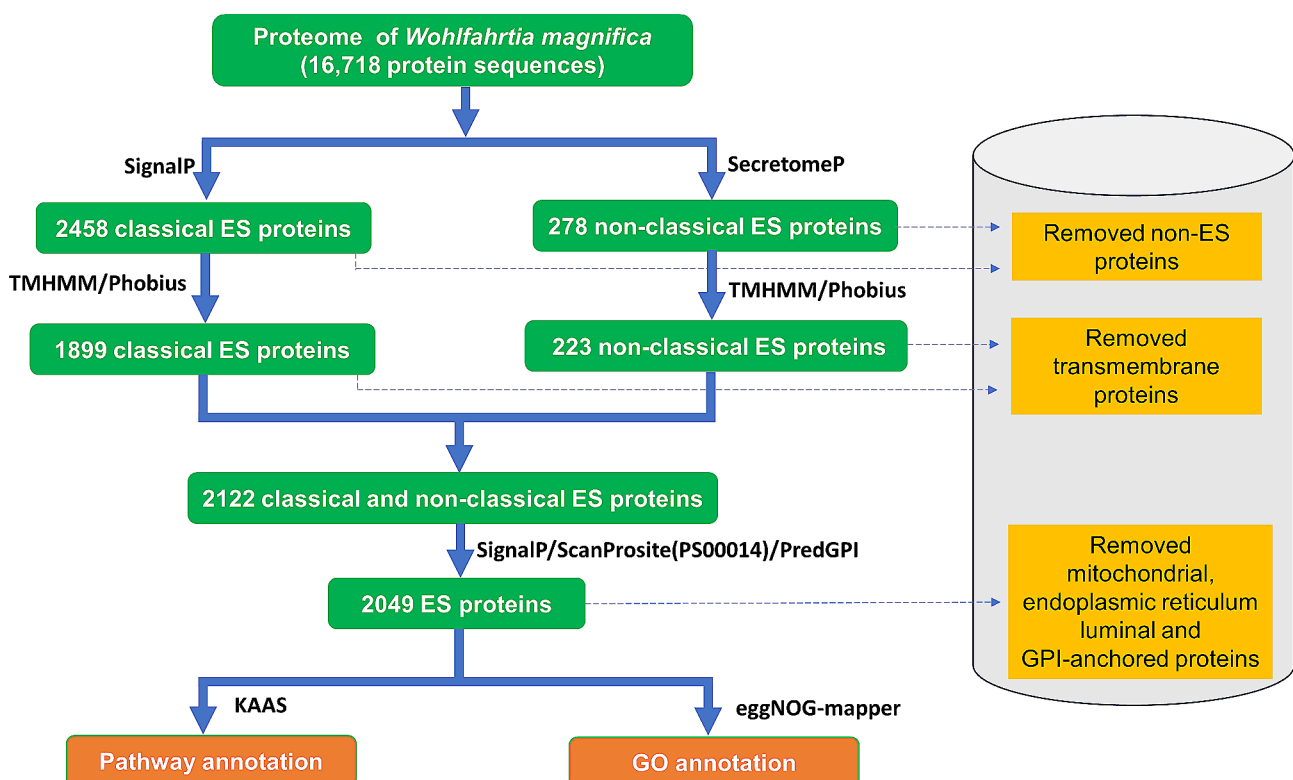 Proteome of Wohlfahrtia magnifica
(16,718 protein sequences)
SignalP
SecretomeP
2458 classical ES proteins
278 non-classical ES proteins
Removed non-ES
proteins
TMHMM/Phobius
TMHMM/Phobius
1899 classical ES proteins
223 non-classical ES proteins
Removed
transmembrane
proteins
2122 classical and non-classical ES proteins
SignalP/ScanProsite(PS00014)/PredGPI
2049 ES proteins
Removed
mitochondrial,
endoplasmic reticulum
luminal and
GPI-anchored proteins
KAAS
eggNOG-mapper
Pathway annotation
GO annotation